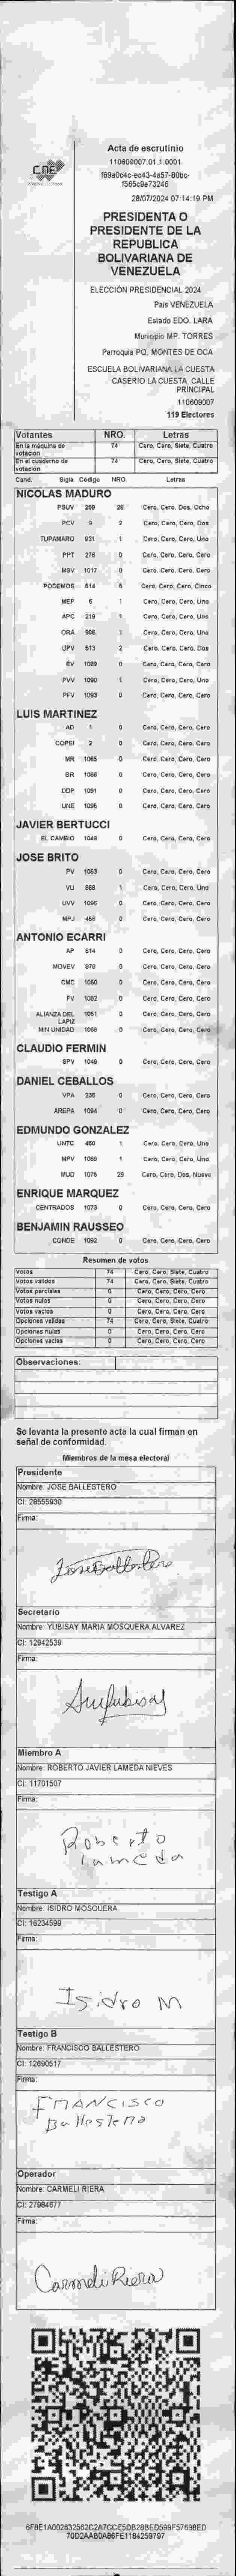 CNE
Acta de escrutinio
110609007.01.1.0001
28/07/2024 07:14:19 PM
PRESIDENTA O
PRESIDENTE DE LA
REPUBLICA
BOLIVARIANA DE
VENEZUELA
ELECCIÓN PRESIDENCIAL 2024
País VENEZUELA
Estado EDO. LARA
Municipio MP. TORRES
Parroquia PQ. MONTES DE OCA
ESCUELA BOLIVARIANA LA CUESTA
CASERIO LA CUESTA. CALLE
PRINCIPAL
110609007
119 Electores
Votantes NRO. Letras
En la máquina de votación 74 Cero, Cero, Siete, Cuatro
En el cuaderno de votación 74 Cero, Cero, Siete, Cuatro
Cand. Sigla Código NRO. Letras
NICOLAS MADURO
PSUV 269 28 Cero, Cero, Dos, Ocho
PCV 9 2 Cero, Cero, Cero, Dos
TUPAMARO 931 1 Cero, Cero, Cero, Uno
PPT 276 0 Cero, Cero, Cero, Cero
MSV 1017 0 Cero, Cero, Cero, Cero
PODEMOS 514 5 Cero, Cero, Cero, Cinco
MEP 6 1 Cero, Cero, Cero, Uno
APC 219 1 Cero, Cero, Cero, Uno
ORA 906 1 Cero, Cero, Cero, Uno
UPV 613 2 Cero, Cero, Cero, Dos
EV 1089 0 Cero, Cero, Cero, Cero
PVV 1090 1 Cero, Cero, Cero, Uno
PFV 1093 0 Cero, Cero, Cero, Cero
LUIS MARTINEZ
AD 1 0 Cero, Cero, Cero, Cero
COPEI 2 0 Cero, Cero, Cero, Cero
MR 1065 0 Cero, Cero, Cero, Cero
BR 1068 0 Cero, Cero, Cero, Cero
DDP 1091 0 Cero, Cero, Cero, Cero
UNE 1095 0 Cero, Cero, Cero, Cero
JAVIER BERTUCCI
EL CAMBIO 1048 0 Cero, Cero, Cero, Cero
JOSE BRITO
PV 1063 0 Cero, Cero, Cero, Cero
VU 888 1 Cero, Cero, Cero, Uno
UVV 1096 0 Cero, Cero, Cero, Cero
MPJ 458 0 Cero, Cero, Cero, Cero
ANTONIO ECARRI
AP 914 0 Cero, Cero, Cero, Cero
MOVEV 970 0 Cero, Cero, Cero, Cero
CMC 1050 0 Cero, Cero, Cero, Cero
FV 1002 0 Cero, Cero, Cero, Cero
ALIANZA DEL LAPIZ 1051 0 Cero, Cero, Cero, Cero
MIN UNIDAD 1069 0 Cero, Cero, Cero, Cero
CLAUDIO FERMIN
SPV 1049 0 Cero, Cero, Cero, Cero
DANIEL CEBALLOS
VPA 236 0 Cero, Cero, Cero, Cero
AREPA 1094 0 Cero, Cero, Cero, Cero
EDMUNDO GONZALEZ
UNTC 480 1 Cero, Cero, Cero, Uno
MPV 1069 1 Cero, Cero, Cero, Uno
MUD 1076 29 Cero, Cero, Dos, Nueve
ENRIQUE MARQUEZ
CENTRADOS 1073 0 Cero, Cero, Cero, Cero
BENJAMIN RAUSSEO
CONDE 1092 0 Cero, Cero, Cero, Cero
Resumen de votos
Votos 74 Cero, Cero, Siete, Cuatro
Votos validos 74 Cero, Cero, Siete, Cuatro
Votos parciales 0 Cero, Cero, Cero, Cero
Votos nulos 0 Cero, Cero, Cero, Cero
Votos vacios 0 Cero, Cero, Cero, Cero
Opciones validas 74 Cero, Cero, Siete, Cuatro
Opciones nulas 0 Cero, Cero, Cero, Cero
Opciones vacias 0 Cero, Cero, Cero, Cero
Observaciones:
Se levanta la presente acta la cual firman en
señal de conformidad.
Miembros de la mesa electoral
Presidente
Nombre: JOSE BALLESTERO
CI: 28555930
Firma:
Jose Ballestero
Secretario
Nombre: YUBISAY MARIA MOSQUERA ALVAREZ
CI: 12942539
Firma:
Miembro A
Nombre: ROBERTO JAVIER LAMEDA NIEVES
CI: 11701507
Firma:
Roberto
Lameda
Testigo A
Nombre: ISIDRO MOSQUERA
CI: 16234599
Firma:
Isidro M
Testigo B
Nombre: FRANCISCO BALLESTERO
CI: 12690517
Firma:
FRANCISCO
Ballestero
Operador
Nombre: CARMELI RIERA
CI: 27984677
Firma:
Carmeli Riera